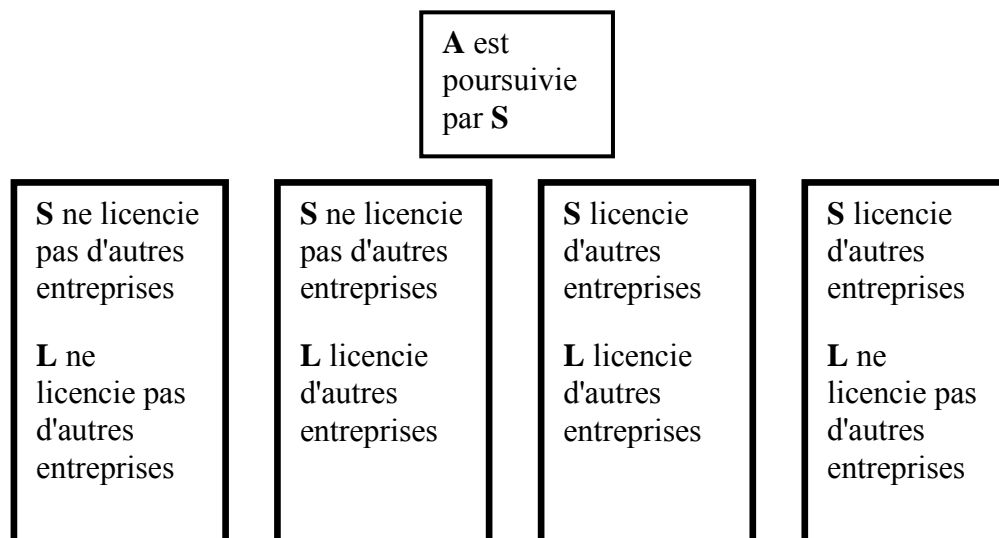 A est
poursuivie
par S
S ne licencie
pas d'autres
entreprises
L ne
licencie pas
d'autres
entreprises
S ne licencie
pas d'autres
entreprises
L licencie
d'autres
entreprises
S licencie
d'autres
entreprises
L licencie
d'autres
entreprises
S licencie
d'autres
entreprises
L ne
licencie pas
d'autres
entreprises